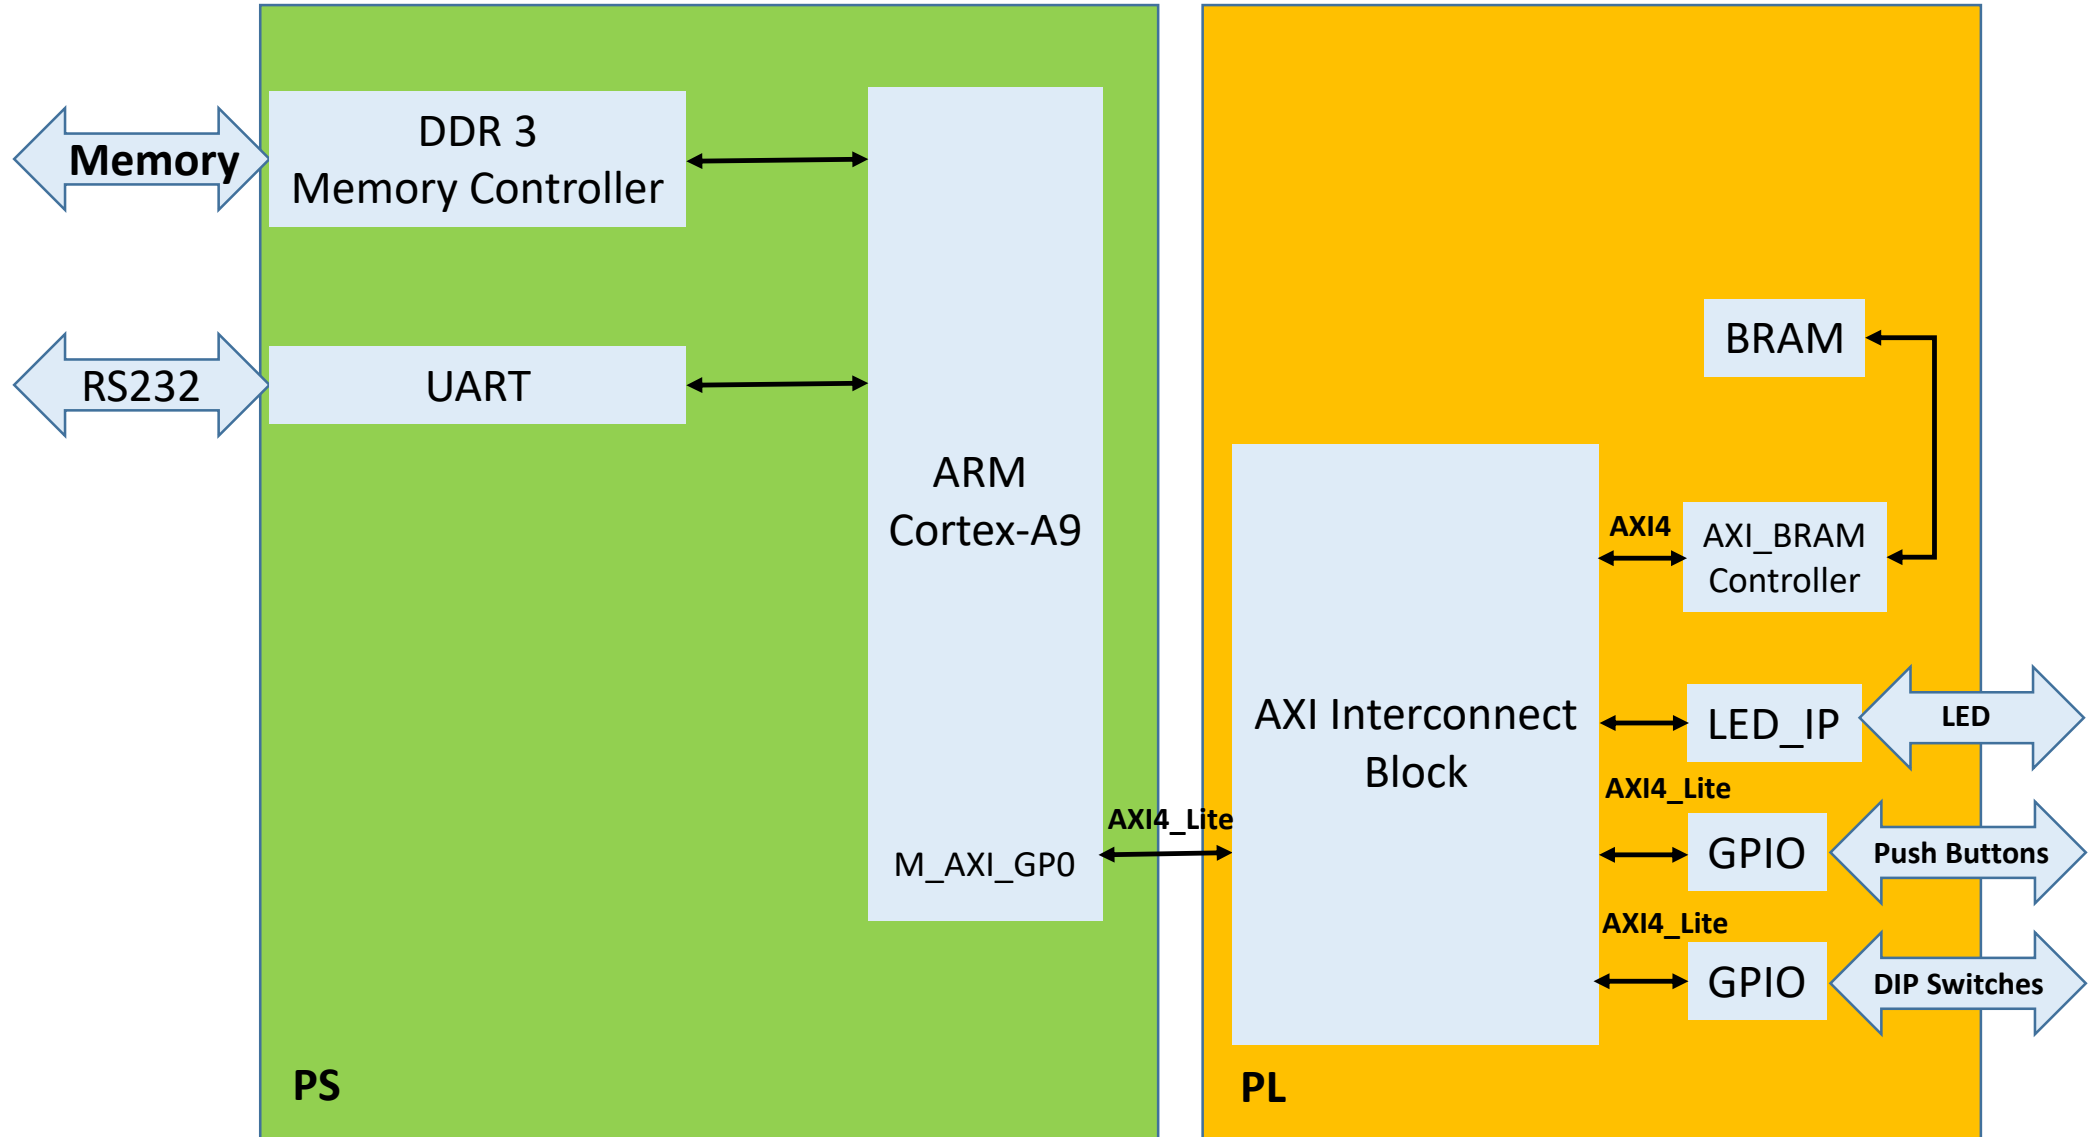 Memory
DDR 3
Memory Controller
RS232
UART
ARM
Cortex-A9
M_AXI_GP0
AXI4_Lite
PS
BRAM
AXI4
AXI_BRAM
Controller
AXI Interconnect
Block
LED_IP
LED
AXI4_Lite
GPIO
Push Buttons
AXI4_Lite
GPIO
DIP Switches
PL